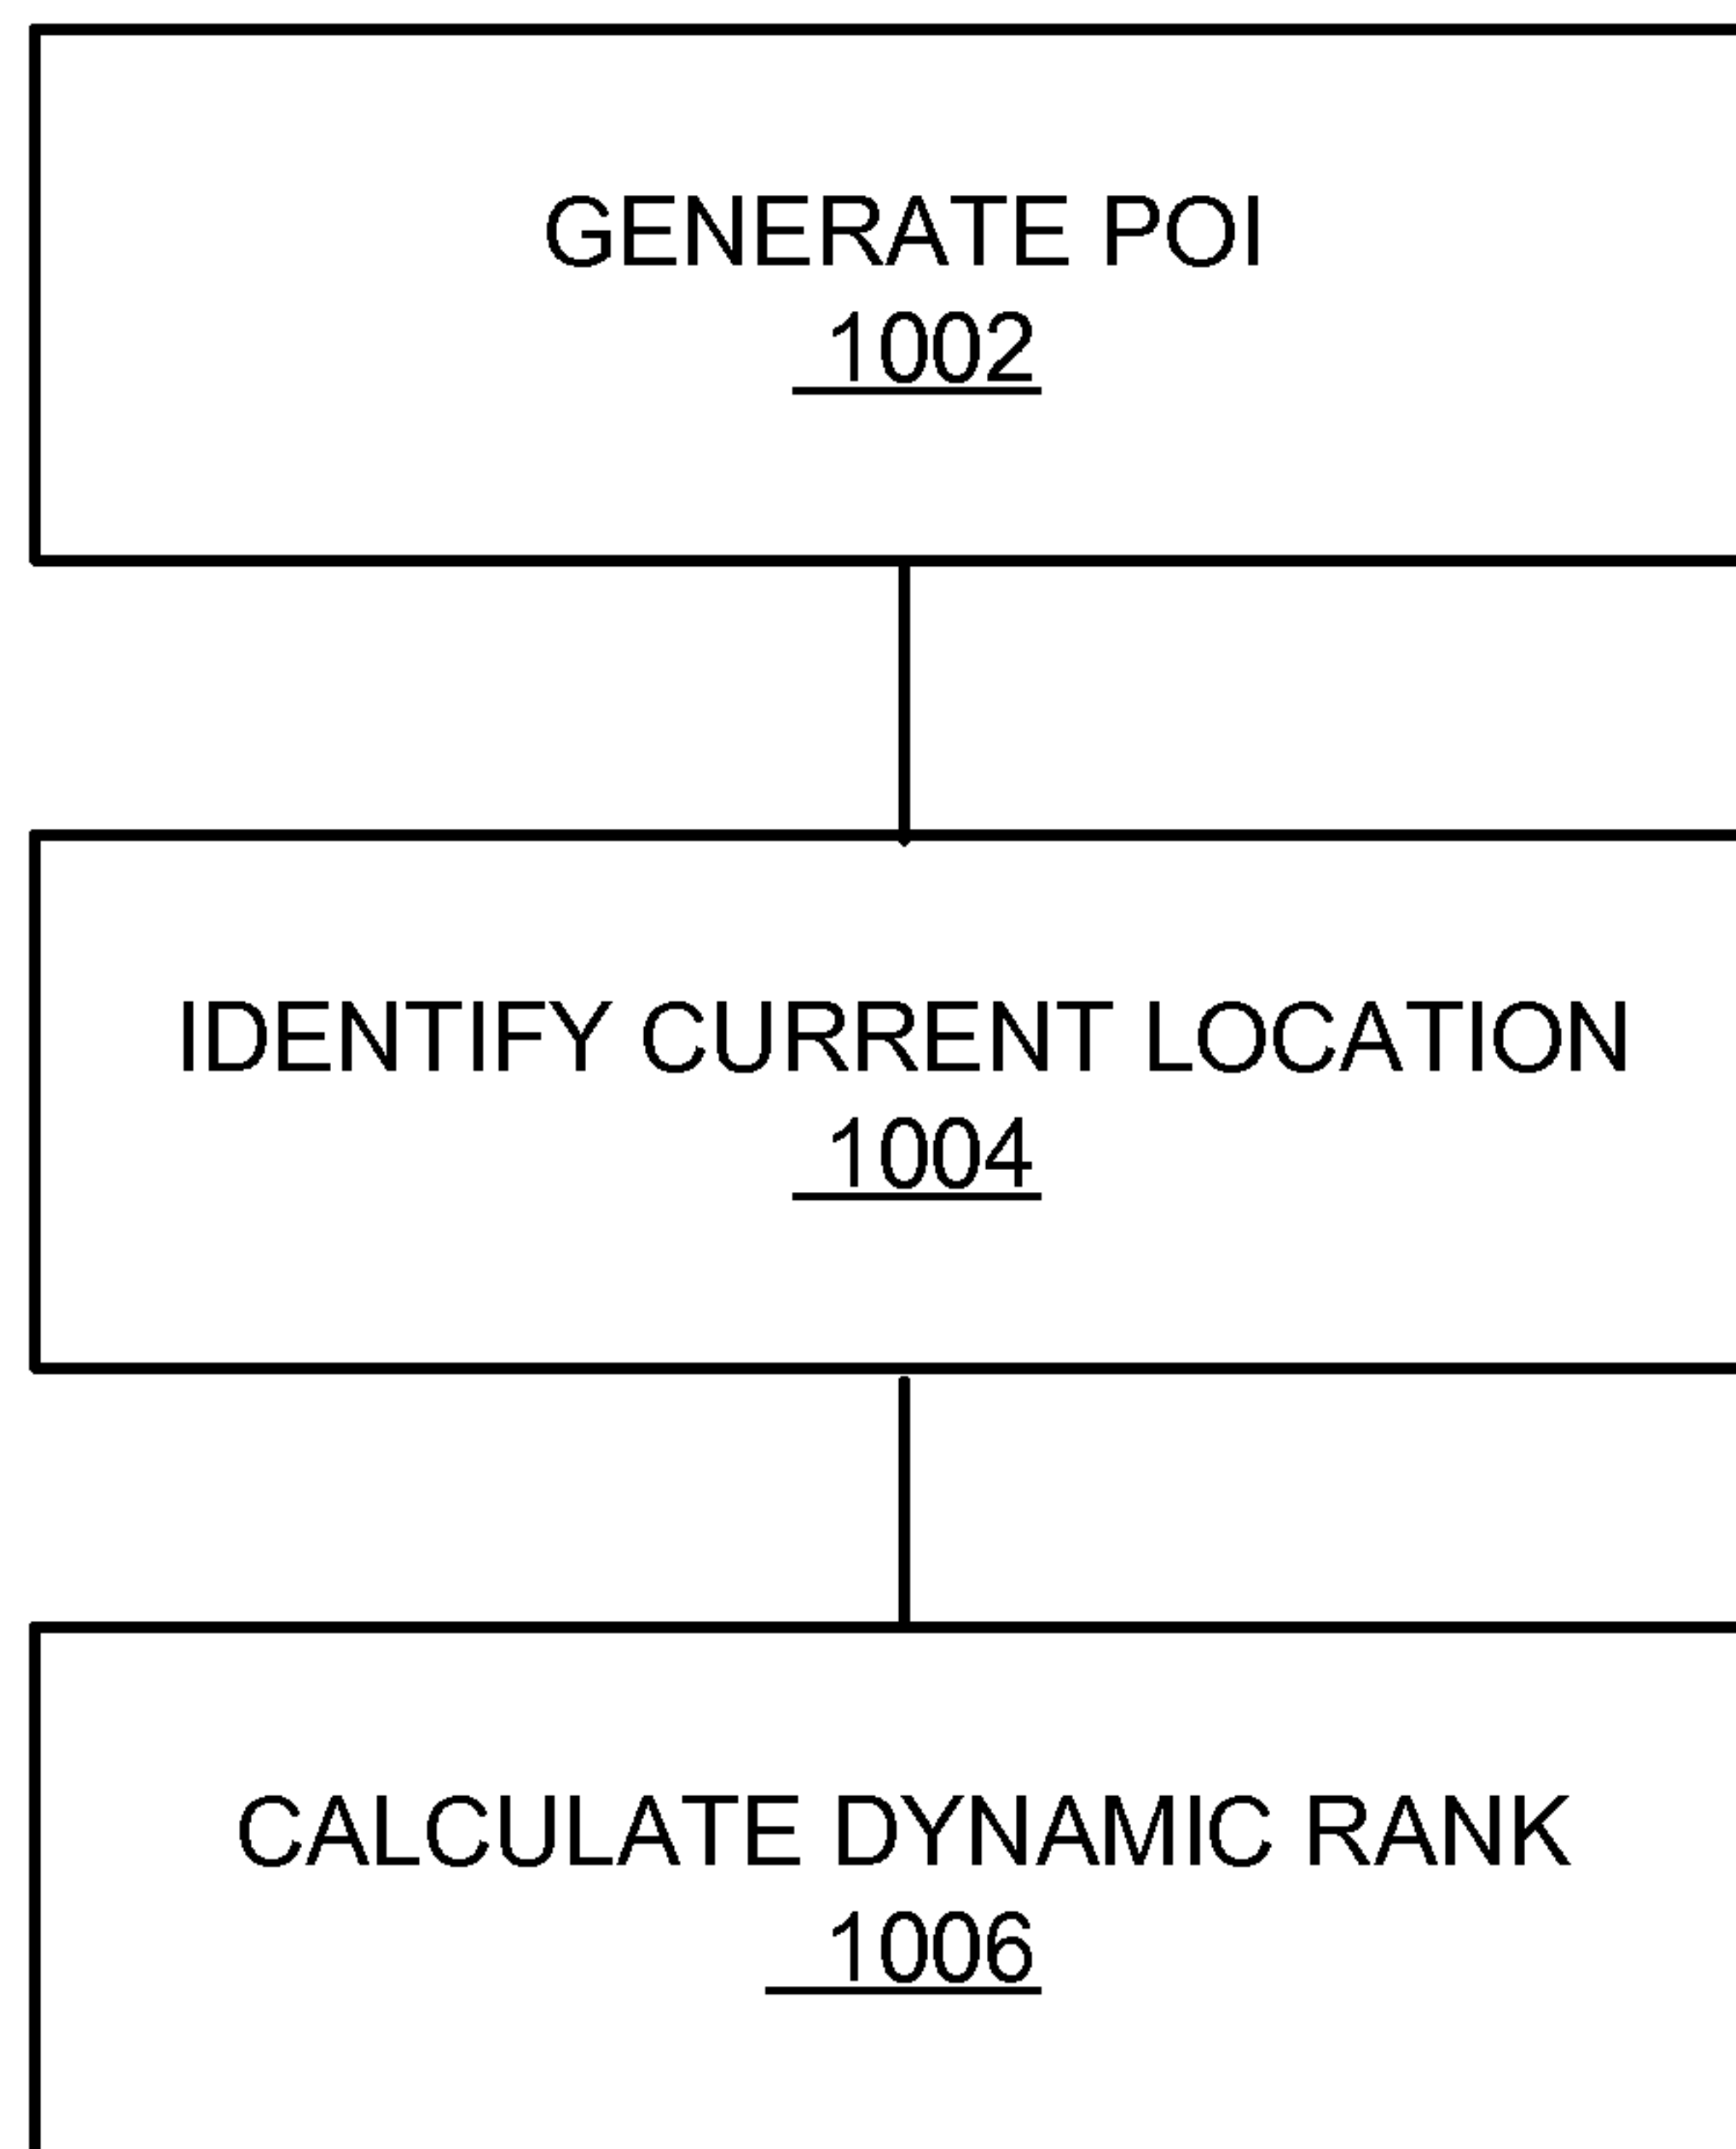 GENERATE POI
1002
IDENTIFY CURRENT LOCATION
1004
CALCULATE DYNAMIC RANK
1006